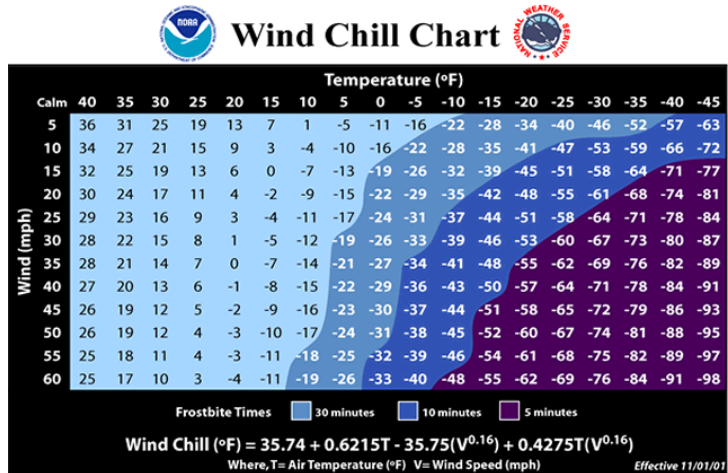 NOAA
Wind Chill Chart
NATIONAL WEATHER SERVICE
Temperature (ºF)
Calm 40 35 30 25 20 15 10 5 0 -5 -10 -15 -20 -25 -30 -35 -40 -45
5 36 31 25 19 13 7 1 -5 -11 -16 -22 -28 -34 -40 -46 -52 -57 -63
10 34 27 21 15 9 3 -4 -10 -16 -22 -28 -35 -41 -47 -53 -59 -66 -72
15 32 25 19 13 6 0 -7 -13 -19 -26 -32 -39 -45 -51 -58 -64 -71 -77
20 30 24 17 11 4 -2 -9 -15 -22 -29 -35 -42 -48 -55 -61 -68 -74 -81
25 29 23 16 9 3 -4 -11 -17 -24 -31 -37 -44 -51 -58 -64 -71 -78 -84
30 28 22 15 8 1 -5 -12 -19 -26 -33 -39 -46 -53 -60 -67 -73 -80 -87
35 28 21 14 7 0 -7 -14 -21 -27 -34 -41 -48 -55 -62 -69 -76 -82 -89
40 27 20 13 6 -1 -8 -15 -22 -29 -36 -43 -50 -57 -64 -71 -78 -84 -91
45 26 19 12 5 -2 -9 -16 -23 -30 -37 -44 -51 -58 -65 -72 -79 -86 -93
50 26 19 12 4 -3 -10 -17 -24 -31 -38 -45 -52 -60 -67 -74 -81 -88 -95
55 25 18 11 4 -3 -11 -18 -25 -32 -39 -46 -54 -61 -68 -75 -82 -89 -97
60 25 17 10 3 -4 -11 -19 -26 -33 -40 -48 -55 -62 -69 -76 -84 -91 -98
Wind (mph)
Frostbite Times 30 minutes 10 minutes 5 minutes
Wind Chill (ºF) = 35.74 + 0.6215T - 35.75(V^0.16) + 0.4275T(V^0.16)
Where, T= Air Temperature (ºF) V= Wind Speed (mph)
Effective 11/01/01